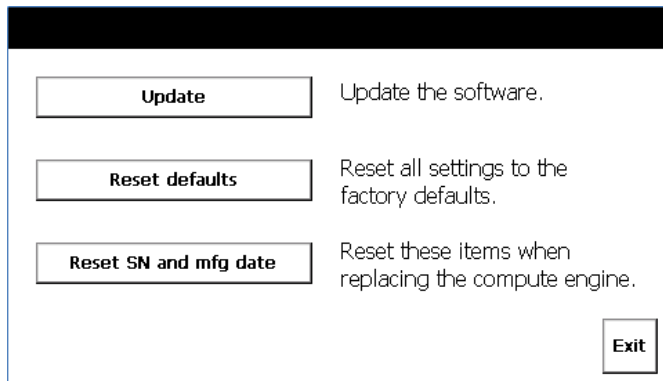 Update
Update the software.
Reset defaults
Reset all settings to the
factory defaults.
Reset SN and mfg date
Reset these items when
replacing the compute engine.
Exit